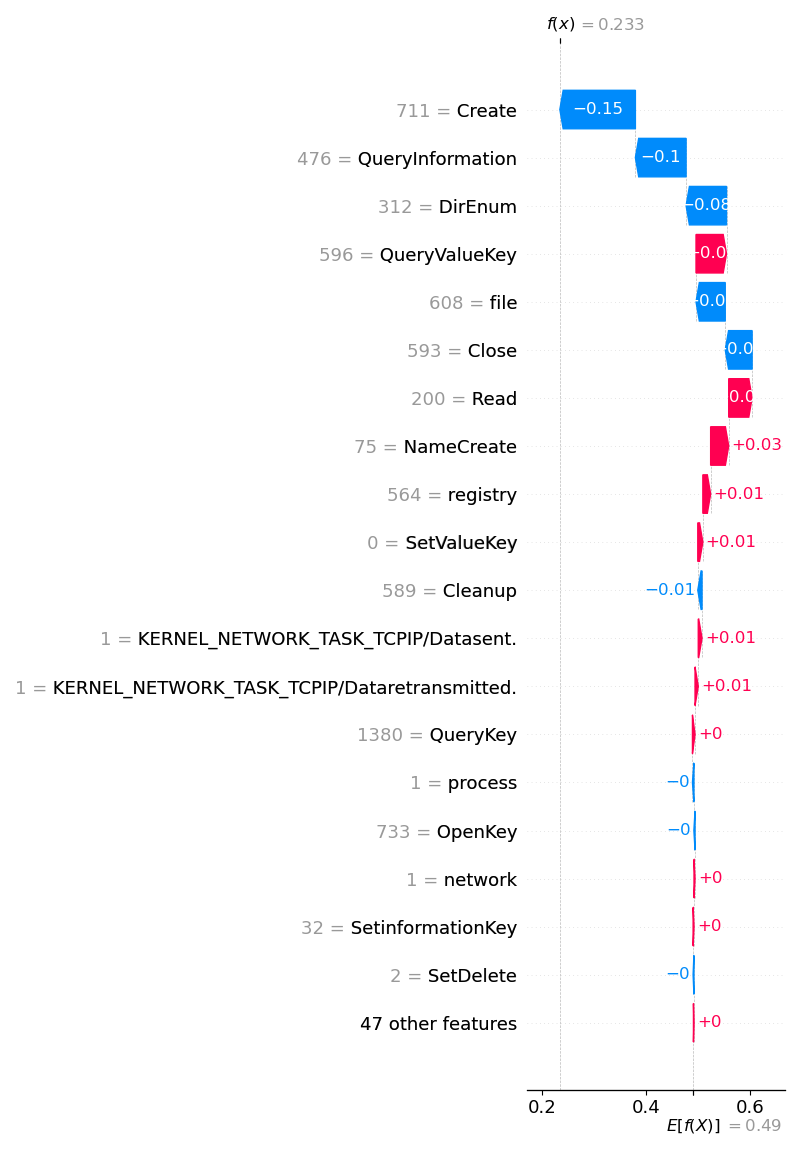 f(x) = 0.233
711 = Create −0.15
476 = QueryInformation −0.1
312 = DirEnum −0.08
596 = QueryValueKey
608 = file
593 = Close
200 = Read
75 = NameCreate +0.03
564 = registry +0.01
0 = SetValueKey +0.01
589 = Cleanup −0.01
1 = KERNEL_NETWORK_TASK_TCPIP/Datasent. +0.01
1 = KERNEL_NETWORK_TASK_TCPIP/Dataretransmitted. +0.01
1380 = QueryKey +0
1 = process −0
733 = OpenKey −0
1 = network +0
32 = SetinformationKey +0
2 = SetDelete −0
47 other features +0
0.2 0.4 0.6
E[f(X)] = 0.49